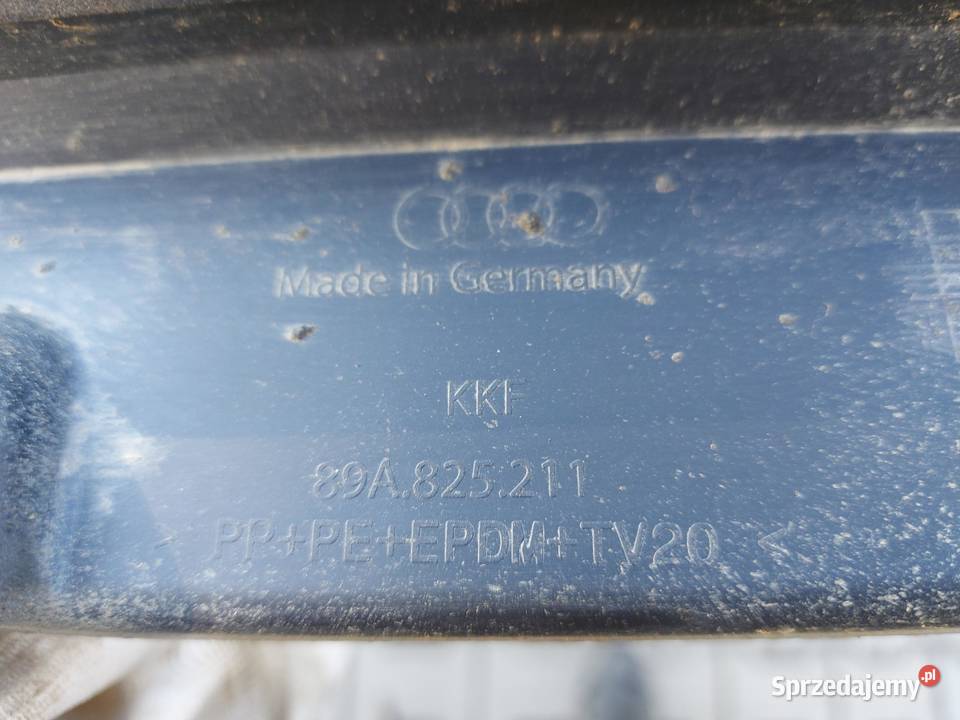 Made in Germany
KKF
89A.825.211
> PP+PE+EPDM+TV20 <
Sprzedajemy.pl